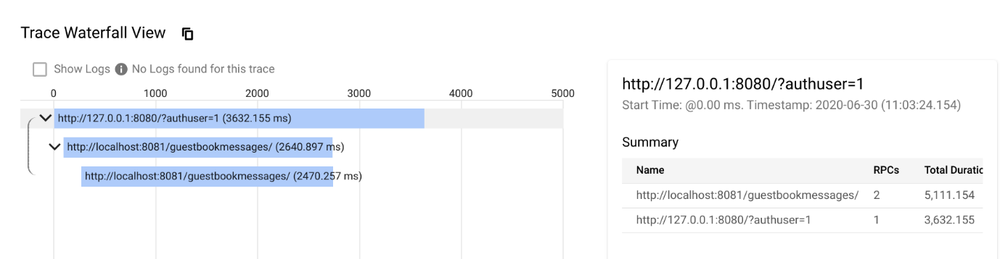 Trace Waterfall View
Show Logs No Logs found for this trace
0 1000 2000 3000 4000 5000
http://127.0.0.1:8080/?authuser=1 (3632.155 ms)
http://localhost:8081/guestbookmessages/ (2640.897 ms)
http://localhost:8081/guestbookmessages/ (2470.257 ms)
http://127.0.0.1:8080/?authuser=1
Start Time: @0.00 ms. Timestamp: 2020-06-30 (11:03:24.154)
Summary
Name RPCs Total Duratio
http://localhost:8081/guestbookmessages/ 2 5,111.154
http://127.0.0.1:8080/?authuser=1 1 3,632.155